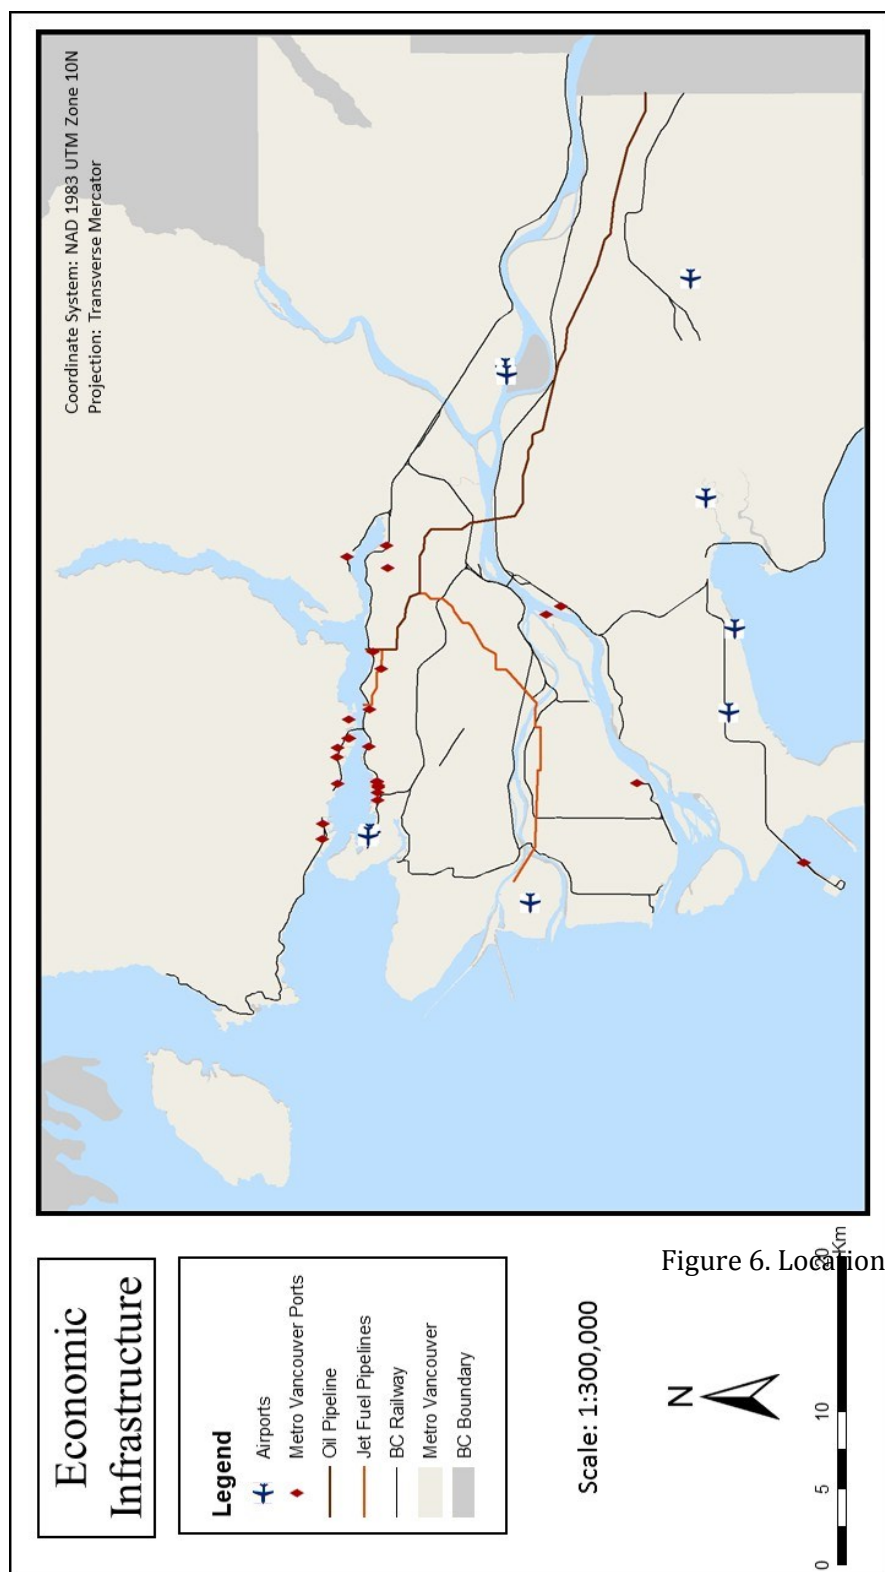 Economic
Infrastructure
Legend
Airports
Metro Vancouver Ports
Oil Pipeline
Jet Fuel Pipelines
BC Railway
Metro Vancouver
BC Boundary
Scale: 1:300,000
N
0 5 10 20
Km
Coordinate System: NAD 1983 UTM Zone 10N
Projection: Transverse Mercator
Figure 6. Location